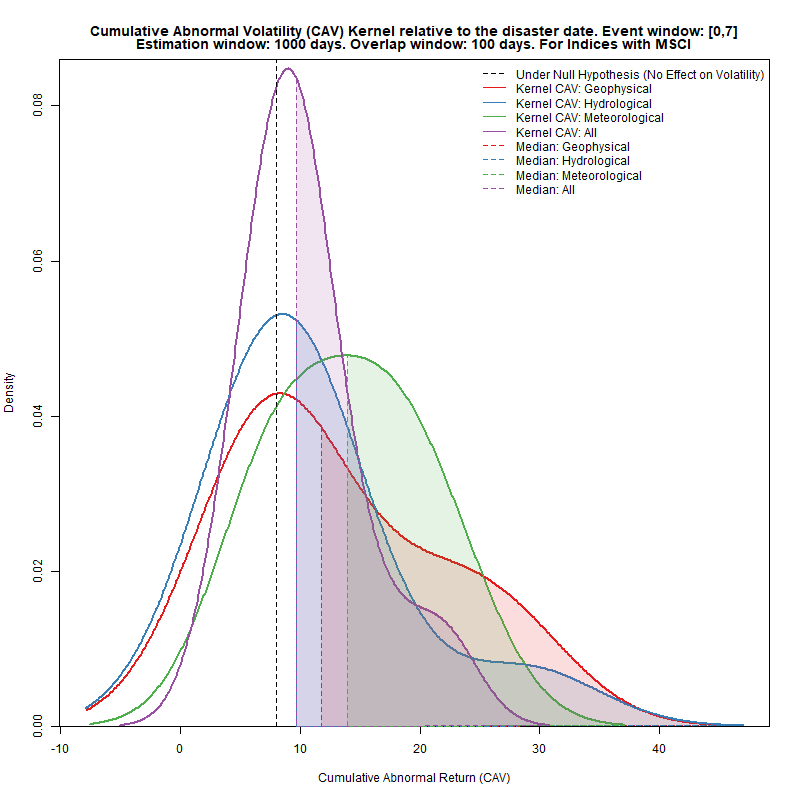 Cumulative Abnormal Volatility (CAV) Kernel relative to the disaster date. Event window: [0,7]
Estimation window: 1000 days. Overlap window: 100 days. For Indices with MSCI
Under Null Hypothesis (No Effect on Volatility)
Kernel CAV: Geophysical
Kernel CAV: Hydrological
Kernel CAV: Meteorological
Kernel CAV: All
Median: Geophysical
Median: Hydrological
Median: Meteorological
Median: All
0.08
0.06
0.04
0.02
0.00
Density
-10 0 10 20 30 40
Cumulative Abnormal Return (CAV)